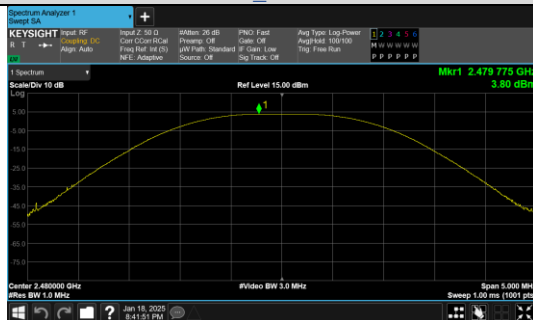 Spectrum Analyzer 1
Swept SA
+
KEYSIGHT
R T
Input: RF
Coupling: DC
Align: Auto
Input Z: 50 Ω
Corr CCorr RCal
Freq Ref: Int (S)
NFE: Adaptive
#Atten: 26 dB
Preamp: Off
µW Path: Standard
Source: Off
PNO: Fast
Gate: Off
IF Gain: Low
Sig Track: Off
Avg Type: Log-Power
Avg|Hold: 100/100
Trig: Free Run
1 2 3 4 5 6
M W W W W W
P P P P P P
1 Spectrum
Mkr1 2.479 775 GHz
Scale/Div 10 dB
Ref Level 15.00 dBm
3.80 dBm
Log
1
5.00
-5.00
-15.0
-25.0
-35.0
-45.0
-55.0
-65.0
-75.0
Center 2.480000 GHz
#Video BW 3.0 MHz
Span 5.000 MHz
#Res BW 1.0 MHz
Sweep 1.00 ms (1001 pts)
?
Jan 18, 2025
8:41:51 PM